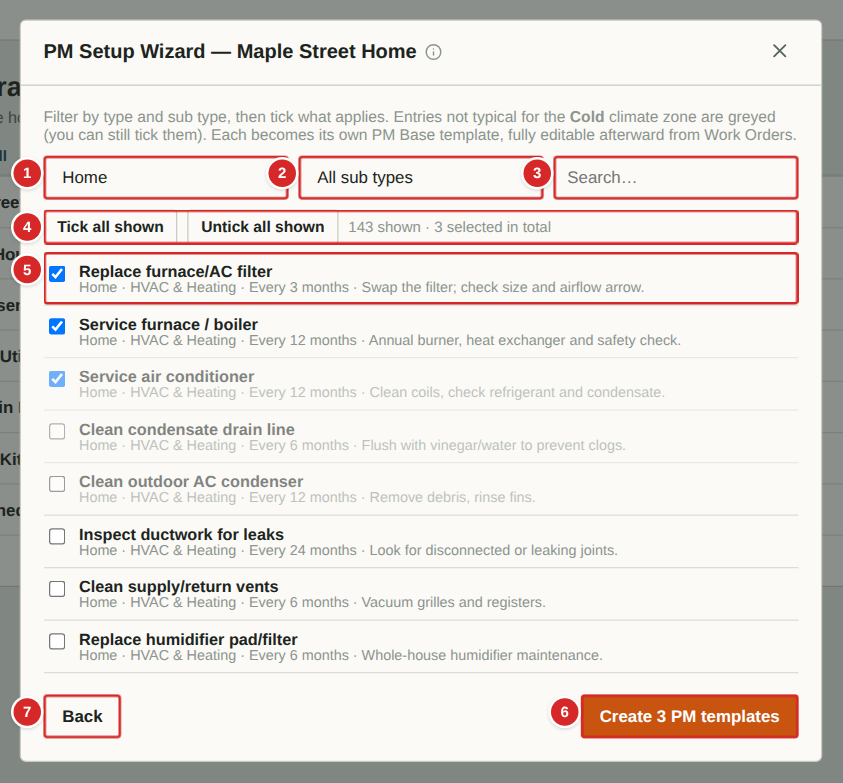 PM Setup Wizard — Maple Street Home
Filter by type and sub type, then tick what applies. Entries not typical for the Cold climate zone are greyed
(you can still tick them). Each becomes its own PM Base template, fully editable afterward from Work Orders.
1 Home 2 All sub types 3 Search…
4 Tick all shown Untick all shown 143 shown · 3 selected in total
5 Replace furnace/AC filter
Home · HVAC & Heating · Every 3 months · Swap the filter; check size and airflow arrow.
Service furnace / boiler
Home · HVAC & Heating · Every 12 months · Annual burner, heat exchanger and safety check.
Service air conditioner
Home · HVAC & Heating · Every 12 months · Clean coils, check refrigerant and condensate.
Clean condensate drain line
Home · HVAC & Heating · Every 6 months · Flush with vinegar/water to prevent clogs.
Clean outdoor AC condenser
Home · HVAC & Heating · Every 12 months · Remove debris, rinse fins.
Inspect ductwork for leaks
Home · HVAC & Heating · Every 24 months · Look for disconnected or leaking joints.
Clean supply/return vents
Home · HVAC & Heating · Every 6 months · Vacuum grilles and registers.
Replace humidifier pad/filter
Home · HVAC & Heating · Every 6 months · Whole-house humidifier maintenance.
7 Back 6 Create 3 PM templates